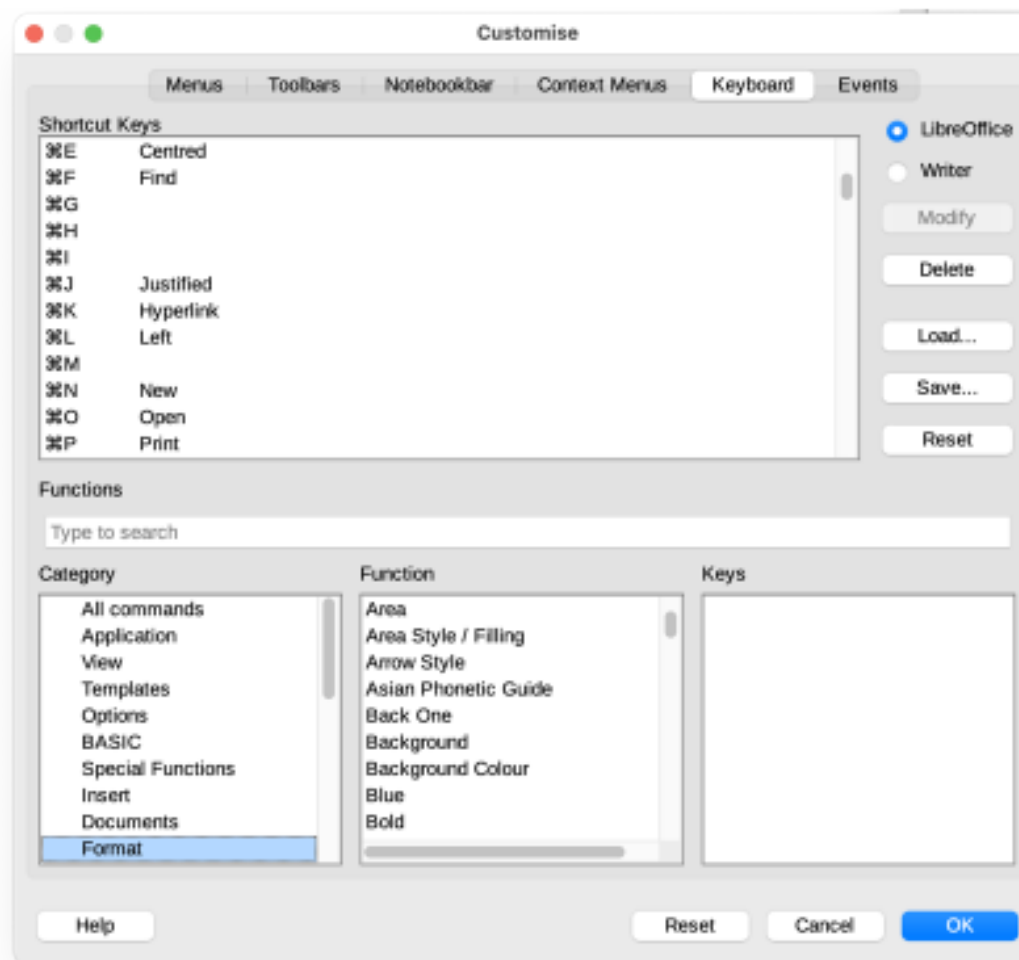 Customise
Menus Toolbars Notebookbar Context Menus Keyboard Events
Shortcut Keys
⌘E Centred
⌘F Find
⌘G
⌘H
⌘I
⌘J Justified
⌘K Hyperlink
⌘L Left
⌘M
⌘N New
⌘O Open
⌘P Print
LibreOffice
Writer
Modify
Delete
Load...
Save...
Reset
Functions
Type to search
Category
All commands
Application
View
Templates
Options
BASIC
Special Functions
Insert
Documents
Format
Function
Area
Area Style / Filling
Arrow Style
Asian Phonetic Guide
Back One
Background
Background Colour
Blue
Bold
Keys
Help Reset Cancel OK